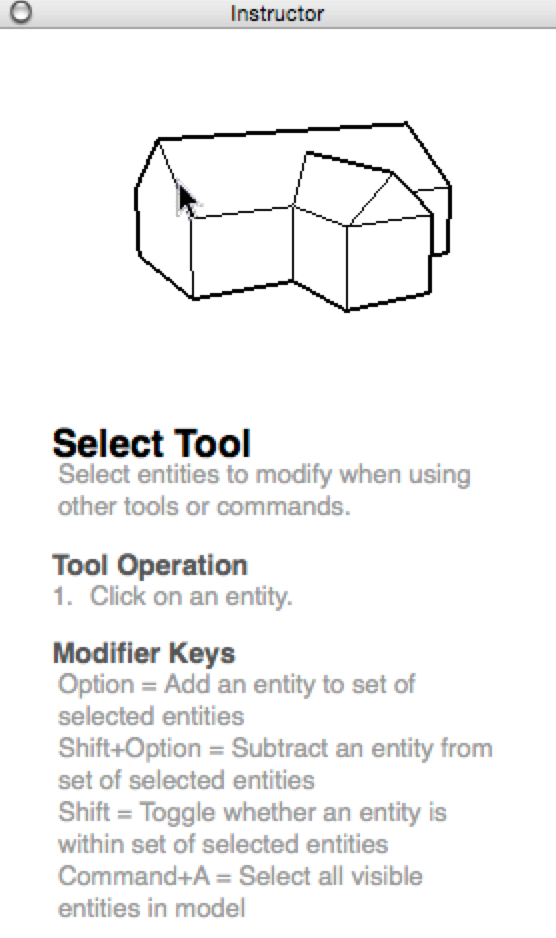 Instructor
Select Tool
Select entities to modify when using
other tools or commands.
Tool Operation
1. Click on an entity.
Modifier Keys
Option = Add an entity to set of
selected entities
Shift+Option = Subtract an entity from
set of selected entities
Shift = Toggle whether an entity is
within set of selected entities
Command+A = Select all visible
entities in model